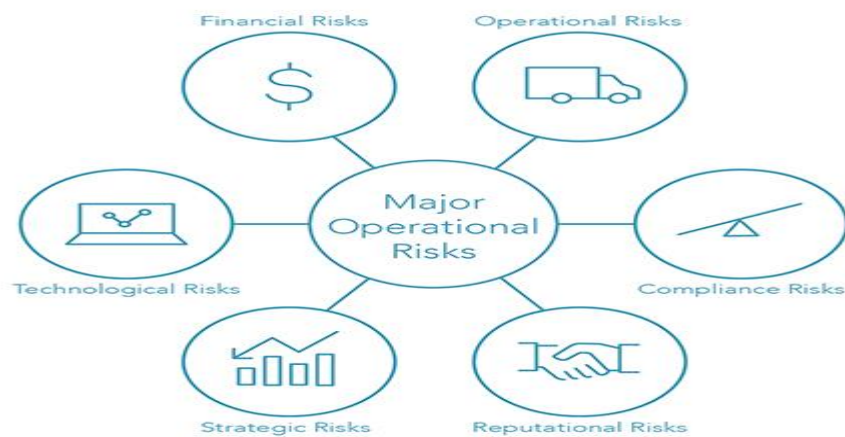 Financial Risks
Operational Risks
$
Major
Operational
Risks
Technological Risks
Compliance Risks
Strategic Risks
Reputational Risks